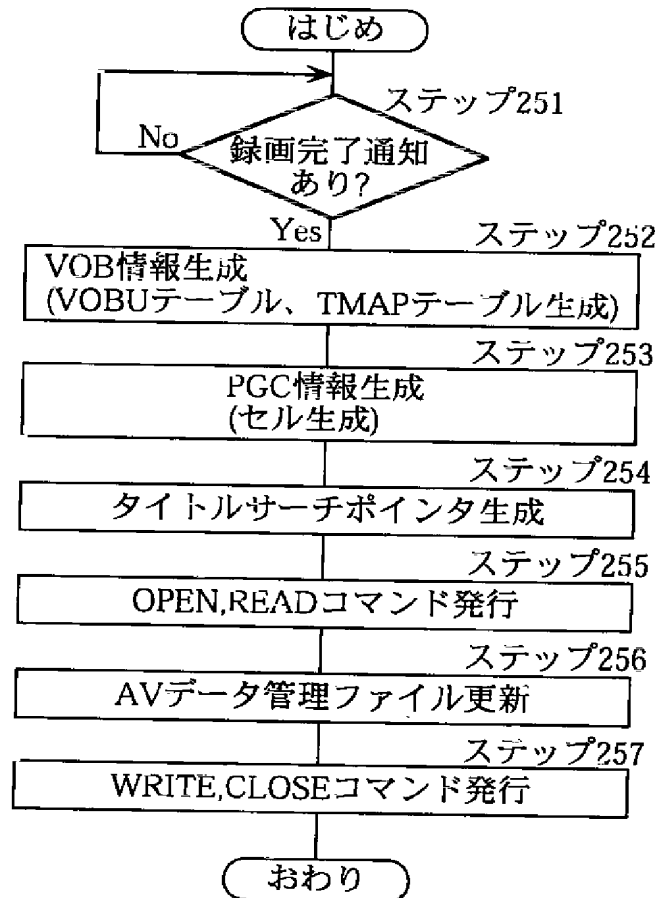 はじめ
ステップ251
No
録画完了通知
あり?
Yes
ステップ252
VOB情報生成
(VOBUテーブル、TMAPテーブル生成)
ステップ253
PGC情報生成
(セル生成)
ステップ254
タイトルサーチポインタ生成
ステップ255
OPEN,READコマンド発行
ステップ256
AVデータ管理ファイル更新
ステップ257
WRITE,CLOSEコマンド発行
おわり